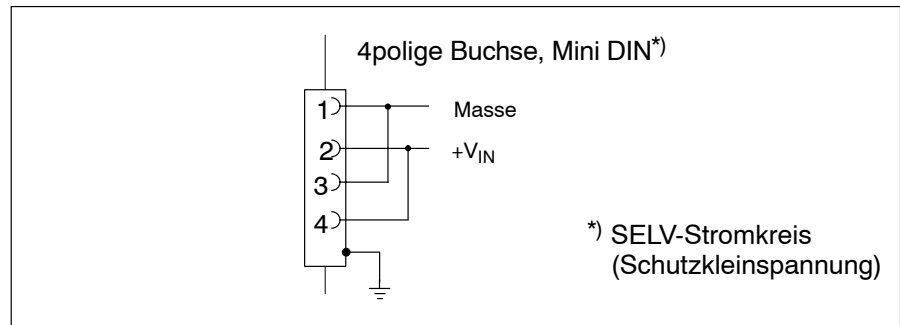 4polige Buchse, Mini DIN*)
1 Masse
2 +VIN
3
4
*) SELV-Stromkreis
(Schutzkleinspannung)